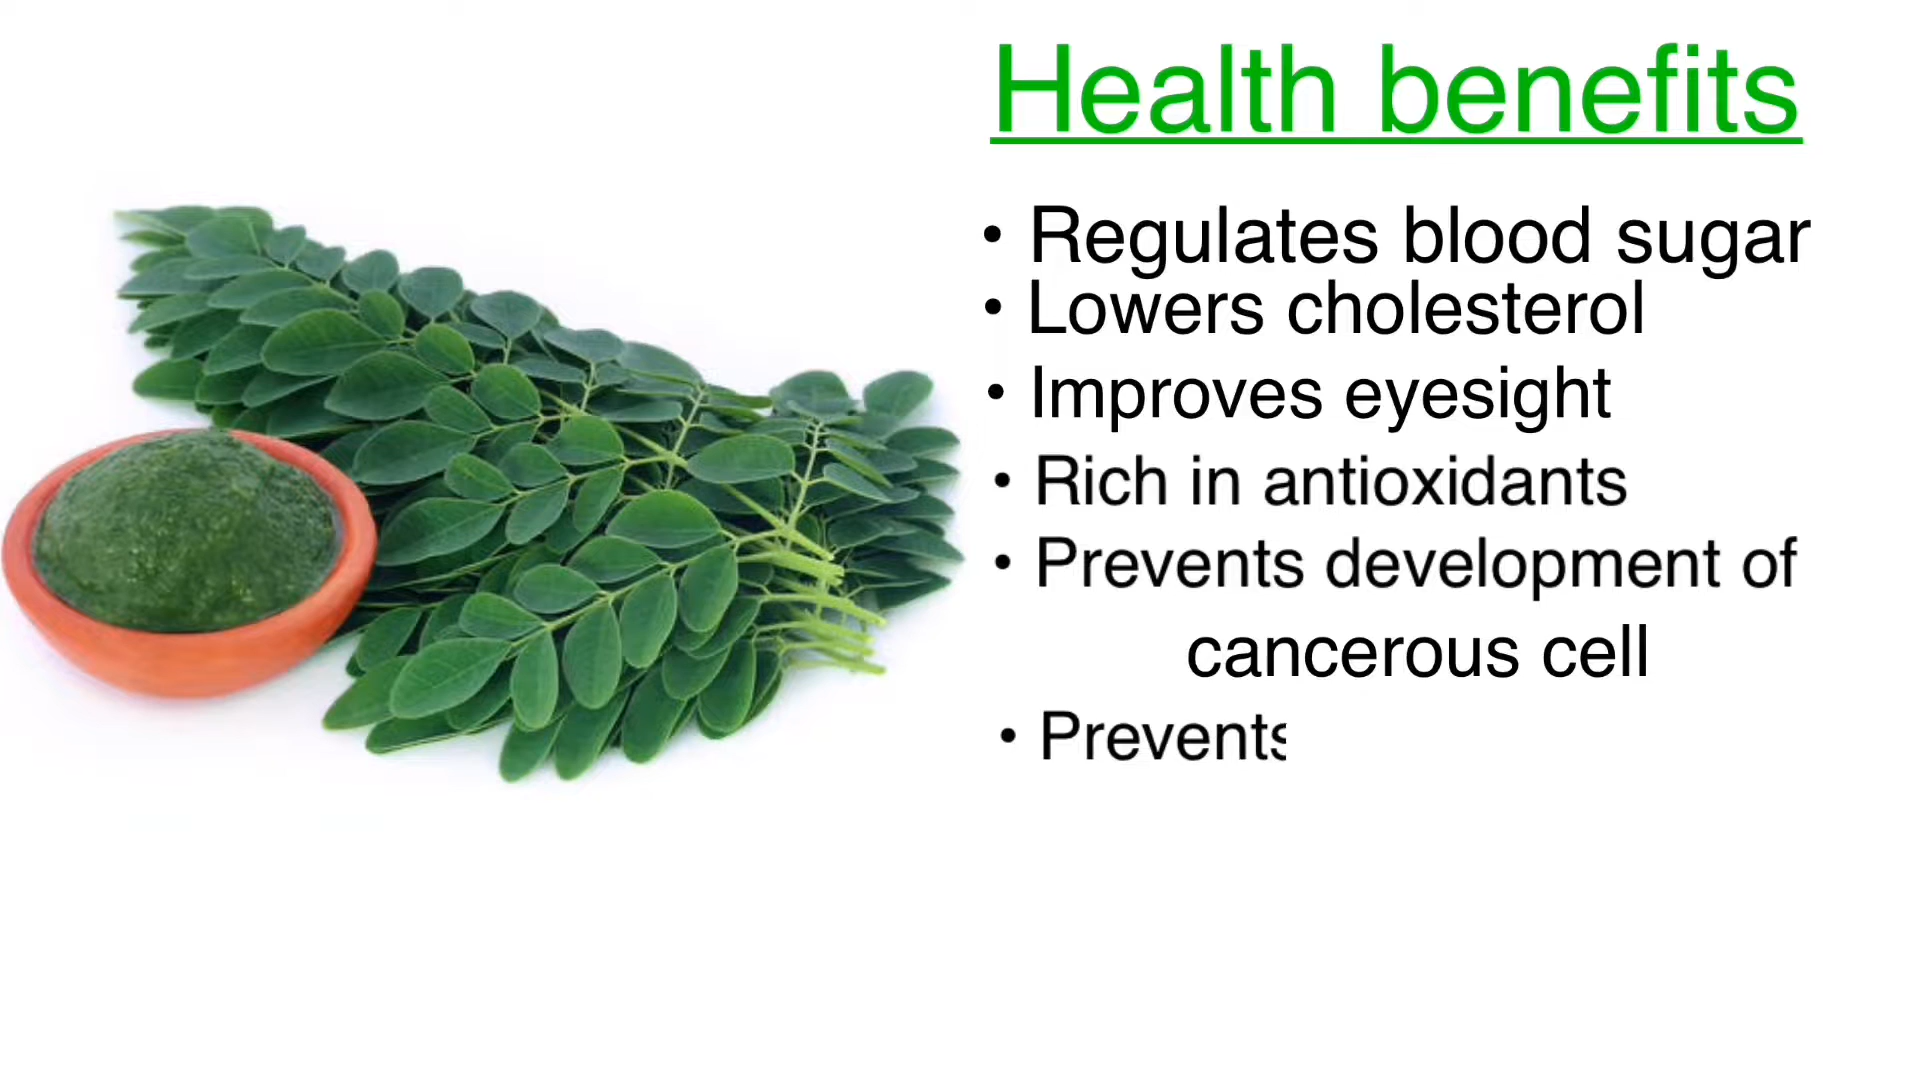 Health benefits
• Regulates blood sugar
• Lowers cholesterol
• Improves eyesight
• Rich in antioxidants
• Prevents development of
cancerous cell
• Prevents